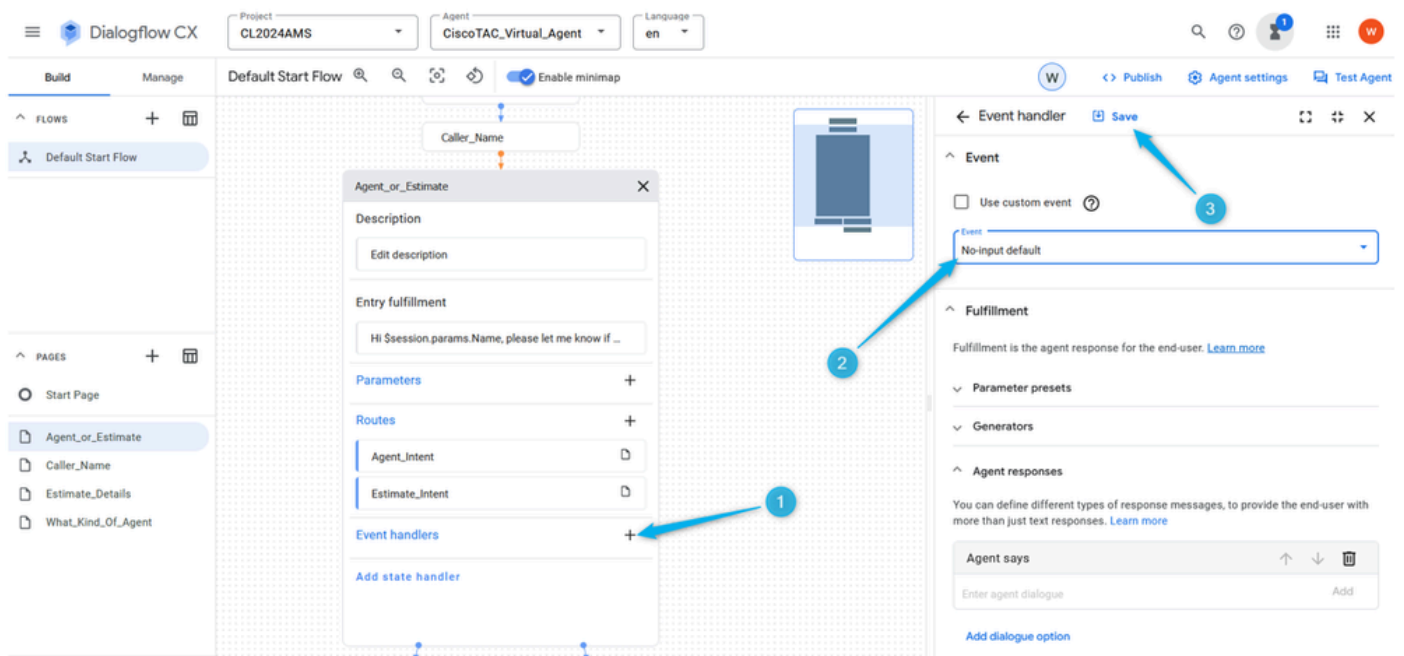 Dialogflow CX
Project
CL2024AMS
Agent
CiscoTAC_Virtual_Agent
Language
en
1
W
Build
Manage
Default Start Flow
Enable minimap
W
<> Publish
Agent settings
Test Agent
FLOWS
Default Start Flow
PAGES
Start Page
Agent_or_Estimate
Caller_Name
Estimate_Details
What_Kind_Of_Agent
Caller_Name
Agent_or_Estimate
Description
Edit description
Entry fulfillment
Hi $session.params.Name, please let me know if ...
Parameters
Routes
Agent_Intent
Estimate_Intent
Event handlers
Add state handler
1
2
3
Event handler
Save
Event
Use custom event
Event
No-input default
Fulfillment
Fulfillment is the agent response for the end-user. Learn more
Parameter presets
Generators
Agent responses
You can define different types of response messages, to provide the end-user with
more than just text responses. Learn more
Agent says
Enter agent dialogue
Add
Add dialogue option